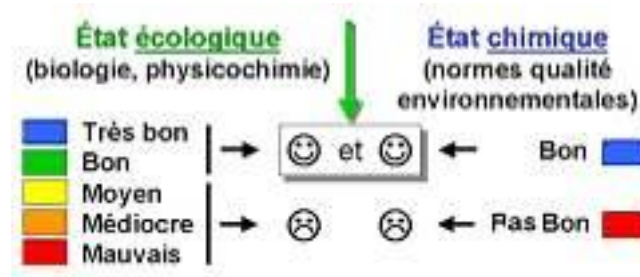 État écologique
(biologie, physicochimie)
État chimique
(normes qualité
environnementales)
Très bon
Bon
Moyen
Médiocre
Mauvais
et
Bon
Pas Bon